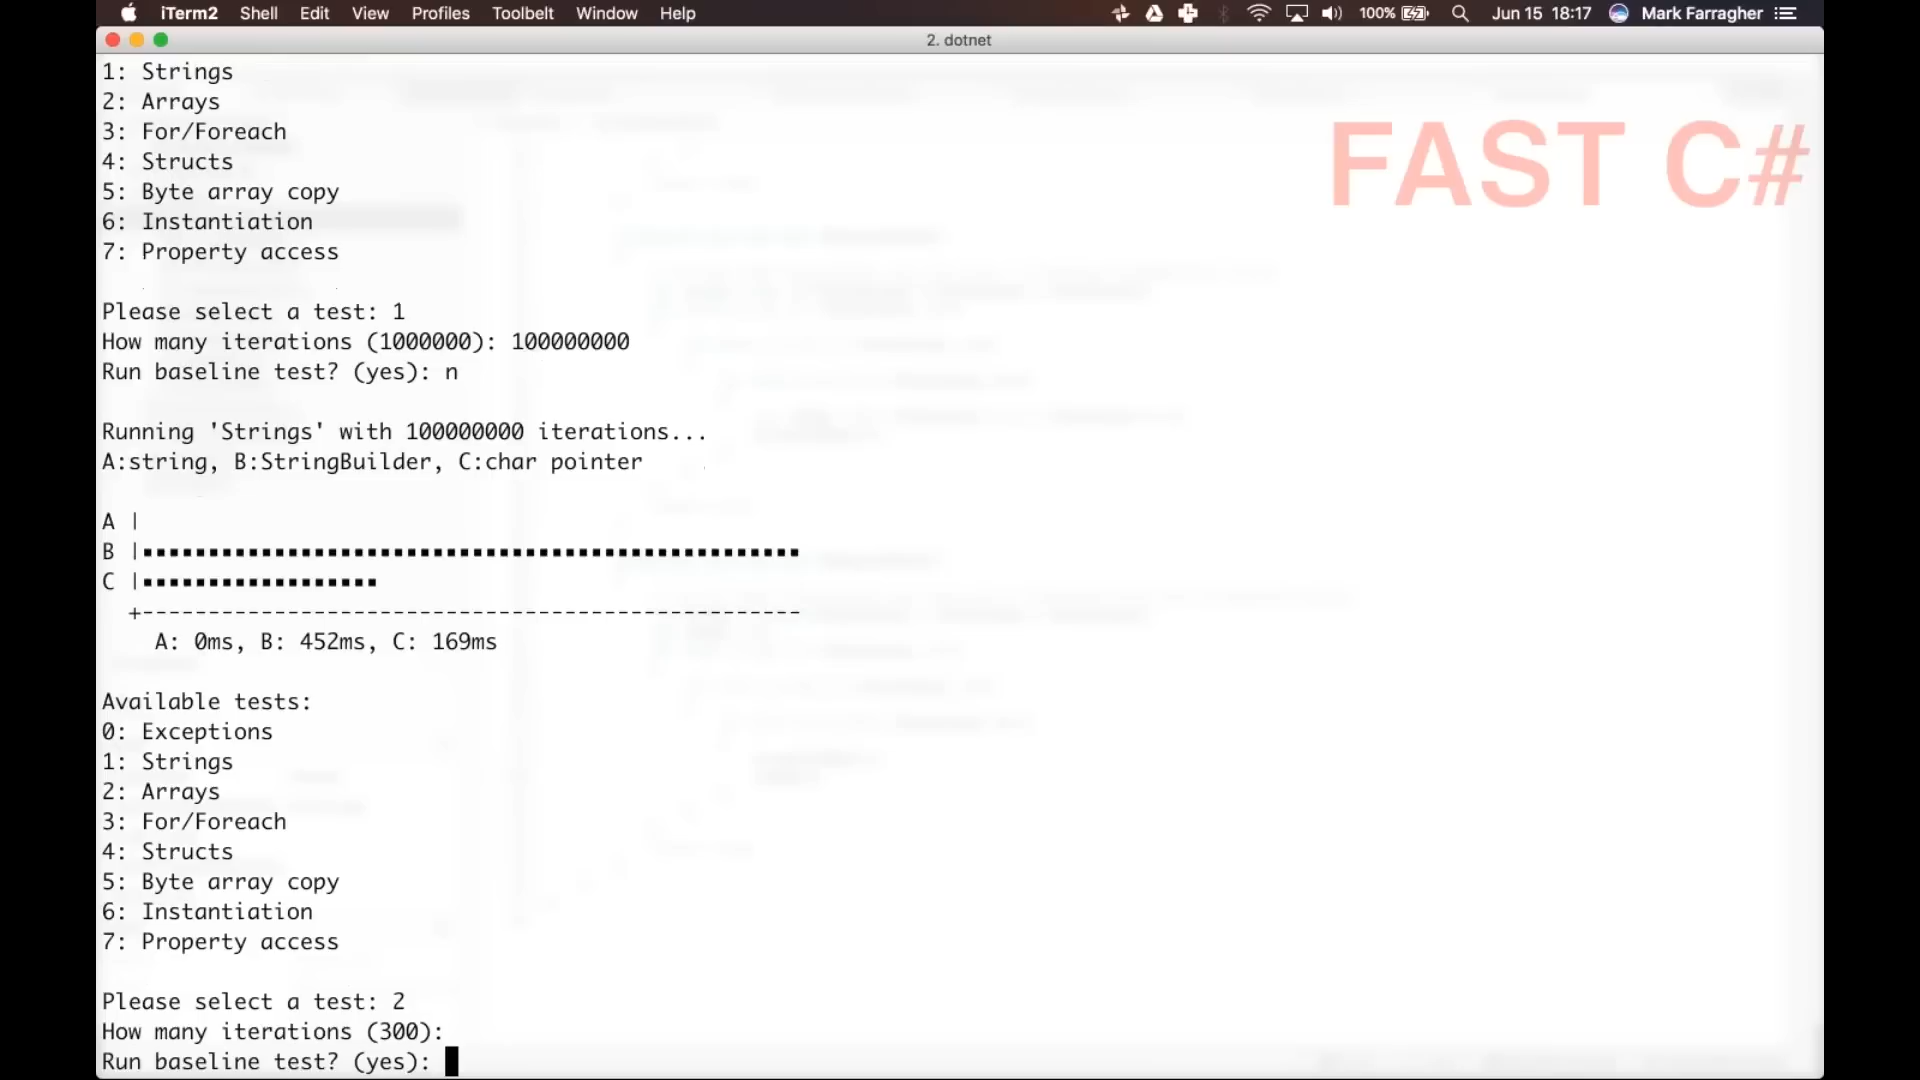 iTerm2 Shell Edit View Profiles Toolbelt Window Help 100% Jun 15 18:17 Mark Farragher
2. dotnet
FAST C#
1: Strings
2: Arrays
3: For/Foreach
4: Structs
5: Byte array copy
6: Instantiation
7: Property access
Please select a test: 1
How many iterations (1000000): 100000000
Run baseline test? (yes): n
Running 'Strings' with 100000000 iterations...
A:string, B:StringBuilder, C:char pointer
A |
B |
C |
+--------------------------------------------------
A: 0ms, B: 452ms, C: 169ms
Available tests:
0: Exceptions
1: Strings
2: Arrays
3: For/Foreach
4: Structs
5: Byte array copy
6: Instantiation
7: Property access
Please select a test: 2
How many iterations (300):
Run baseline test? (yes):